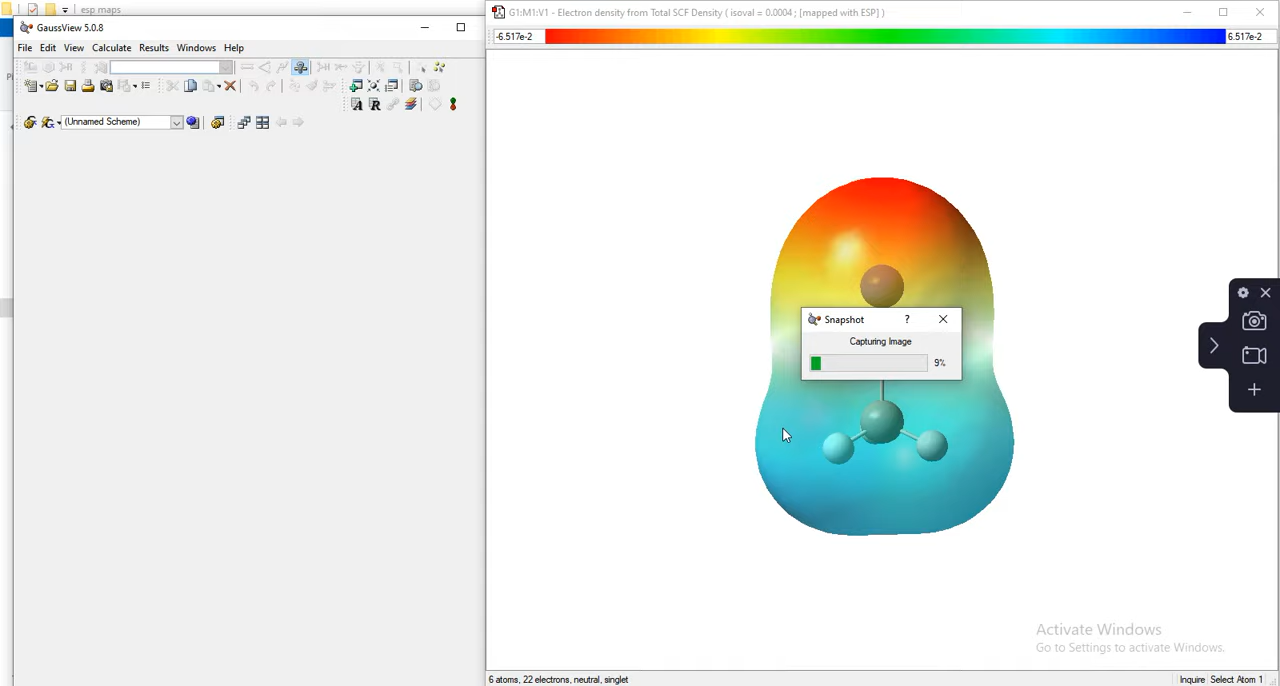 esp maps
GaussView 5.0.8
File Edit View Calculate Results Windows Help
(Unnamed Scheme)
G1:M1:V1 - Electron density from Total SCF Density ( isoval = 0.0004 ; [mapped with ESP] )
-6.517e-2
6.517e-2
Snapshot
?
Capturing Image
9%
Activate Windows
Go to Settings to activate Windows.
6 atoms, 22 electrons, neutral, singlet
Inquire Select Atom 1